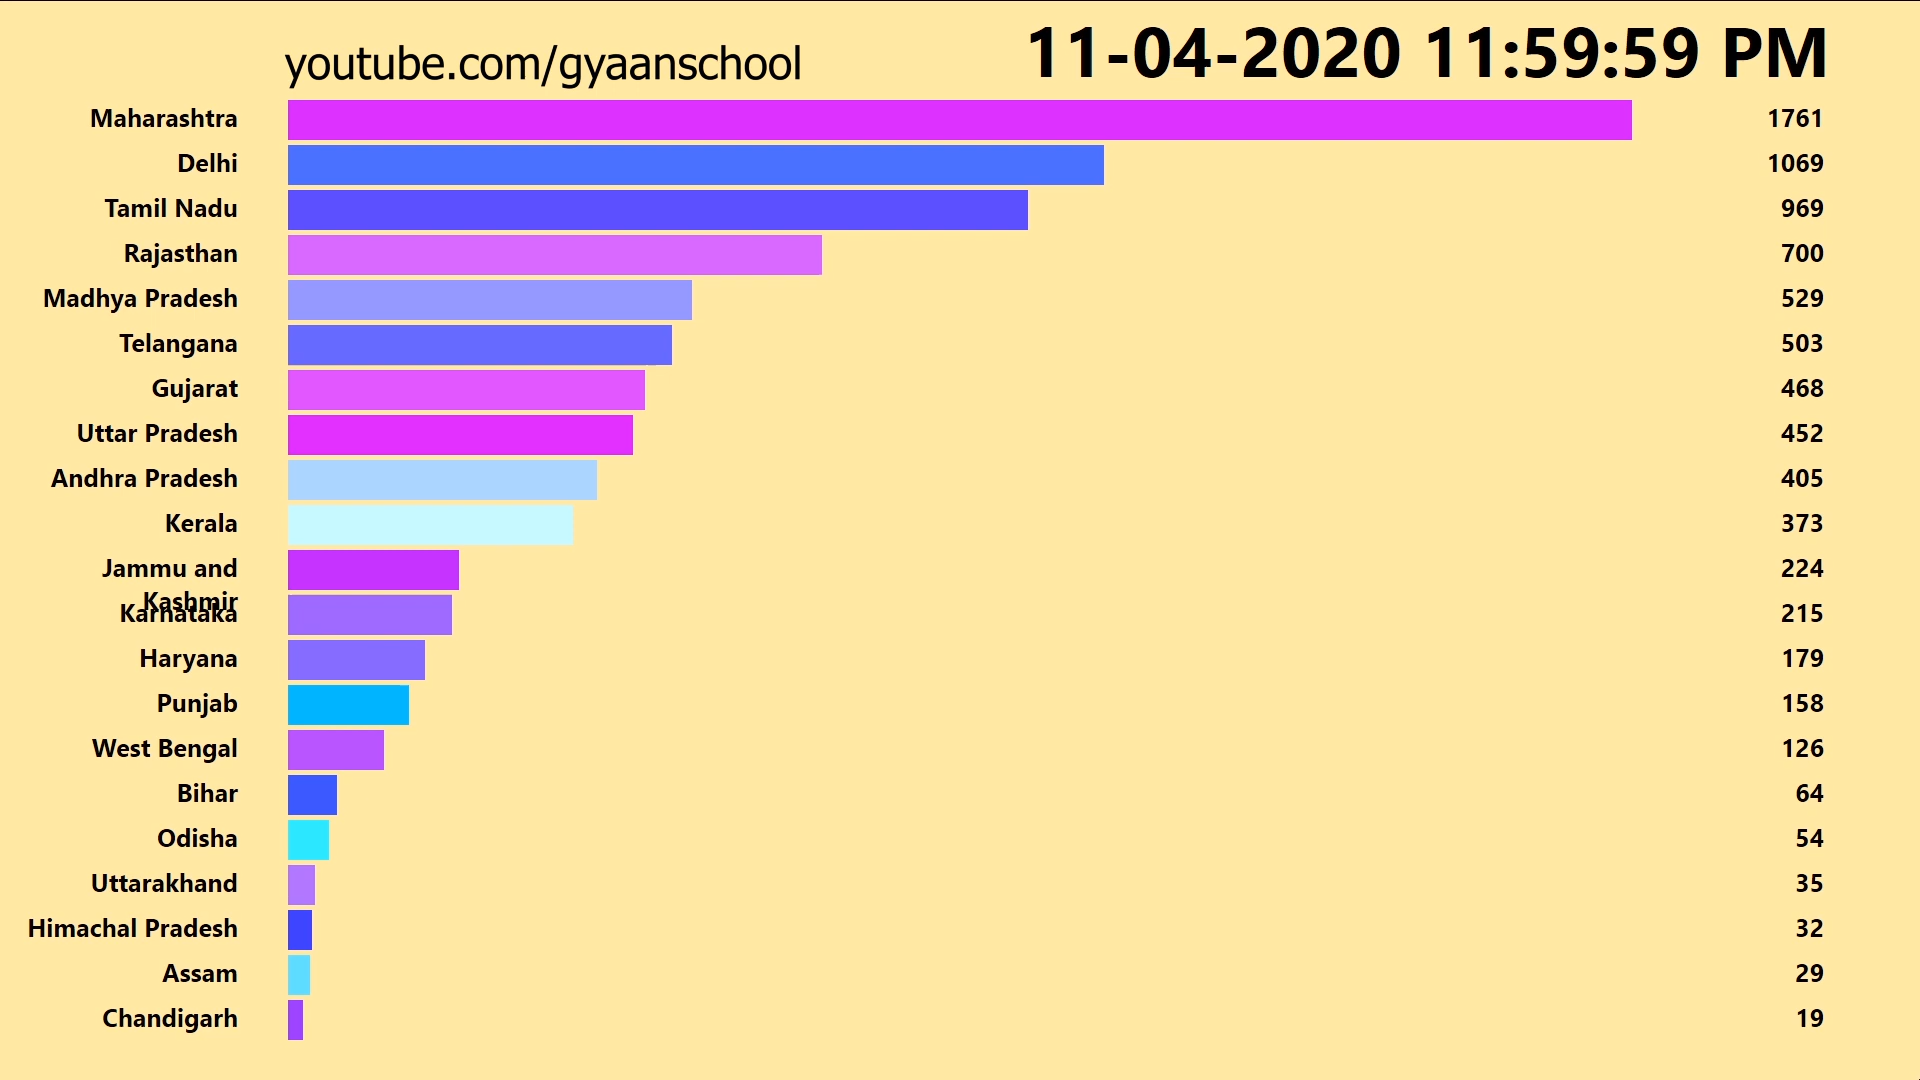 youtube.com/gyaanschool 11-04-2020 11:59:59 PM
Maharashtra 1761
Delhi 1069
Tamil Nadu 969
Rajasthan 700
Madhya Pradesh 529
Telangana 503
Gujarat 468
Uttar Pradesh 452
Andhra Pradesh 405
Kerala 373
Jammu and 224
Kashmir
Karnataka 215
Haryana 179
Punjab 158
West Bengal 126
Bihar 64
Odisha 54
Uttarakhand 35
Himachal Pradesh 32
Assam 29
Chandigarh 19